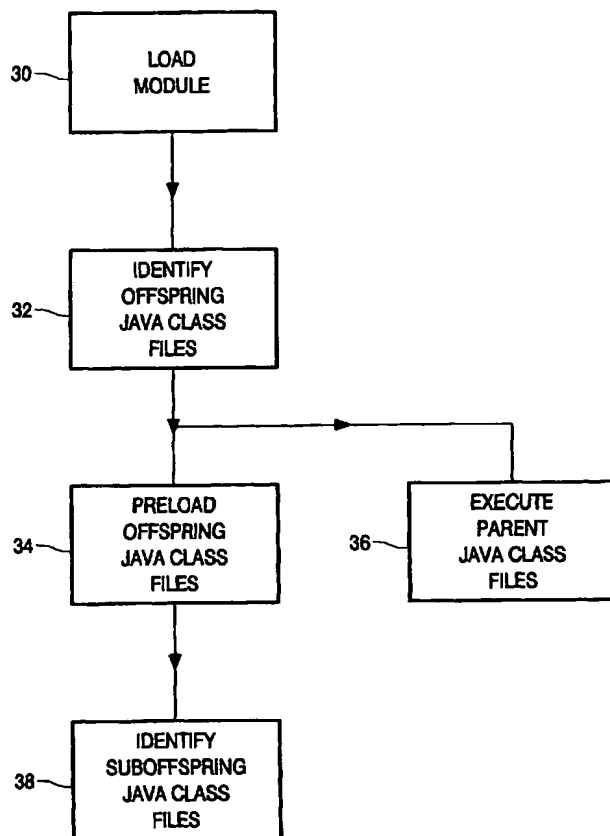 30
LOAD
MODULE
32
IDENTIFY
OFFSPRING
JAVA CLASS
FILES
34
PRELOAD
OFFSPRING
JAVA CLASS
FILES
36
EXECUTE
PARENT
JAVA CLASS
FILES
38
IDENTIFY
SUBOFFSPRING
JAVA CLASS
FILES